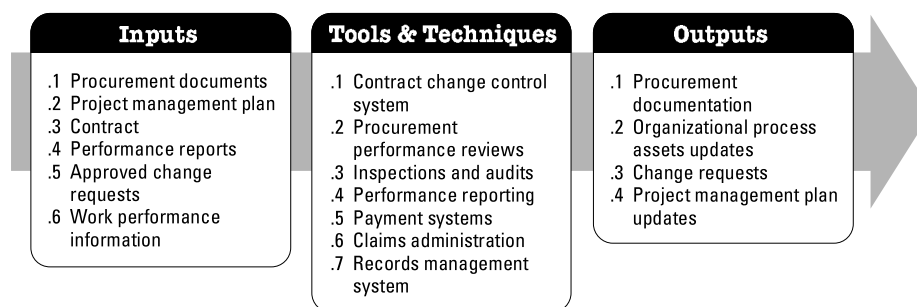 Inputs
.1 Procurement documents
.2 Project management plan
.3 Contract
.4 Performance reports
.5 Approved change
requests
.6 Work performance
information
Tools & Techniques
.1 Contract change control
system
.2 Procurement
performance reviews
.3 Inspections and audits
.4 Performance reporting
.5 Payment systems
.6 Claims administration
.7 Records management
system
Outputs
.1 Procurement
documentation
.2 Organizational process
assets updates
.3 Change requests
.4 Project management plan
updates